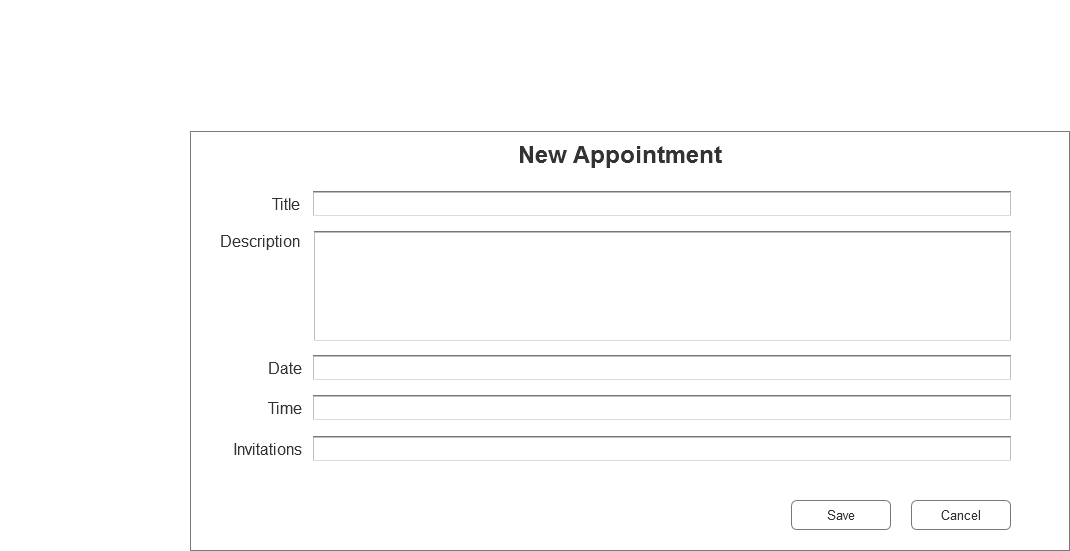 New Appointment
Title
Description
Date
Time
Invitations
Save Cancel